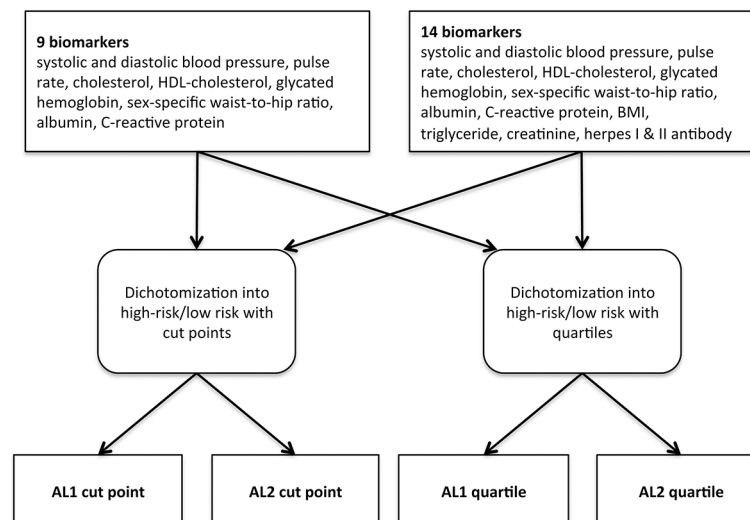 9 biomarkers
systolic and diastolic blood pressure, pulse
rate, cholesterol, HDL-cholesterol, glycated
hemoglobin, sex-specific waist-to-hip ratio,
albumin, C-reactive protein
14 biomarkers
systolic and diastolic blood pressure, pulse
rate, cholesterol, HDL-cholesterol, glycated
hemoglobin, sex-specific waist-to-hip ratio,
albumin, C-reactive protein, BMI,
triglyceride, creatinine, herpes I & II antibody
Dichotomization into
high-risk/low risk with
cut points
Dichotomization into
high-risk/low risk with
quartiles
AL1 cut point
AL2 cut point
AL1 quartile
AL2 quartile